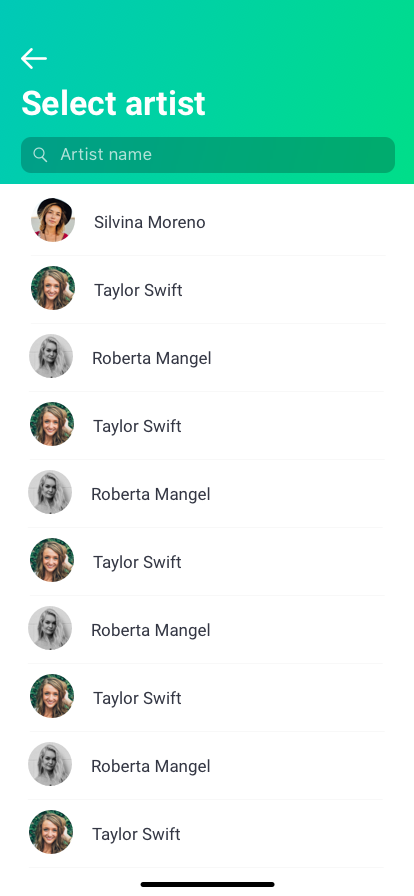 Select artist
Artist name
Silvina Moreno
Taylor Swift
Roberta Mangel
Taylor Swift
Roberta Mangel
Taylor Swift
Roberta Mangel
Taylor Swift
Roberta Mangel
Taylor Swift